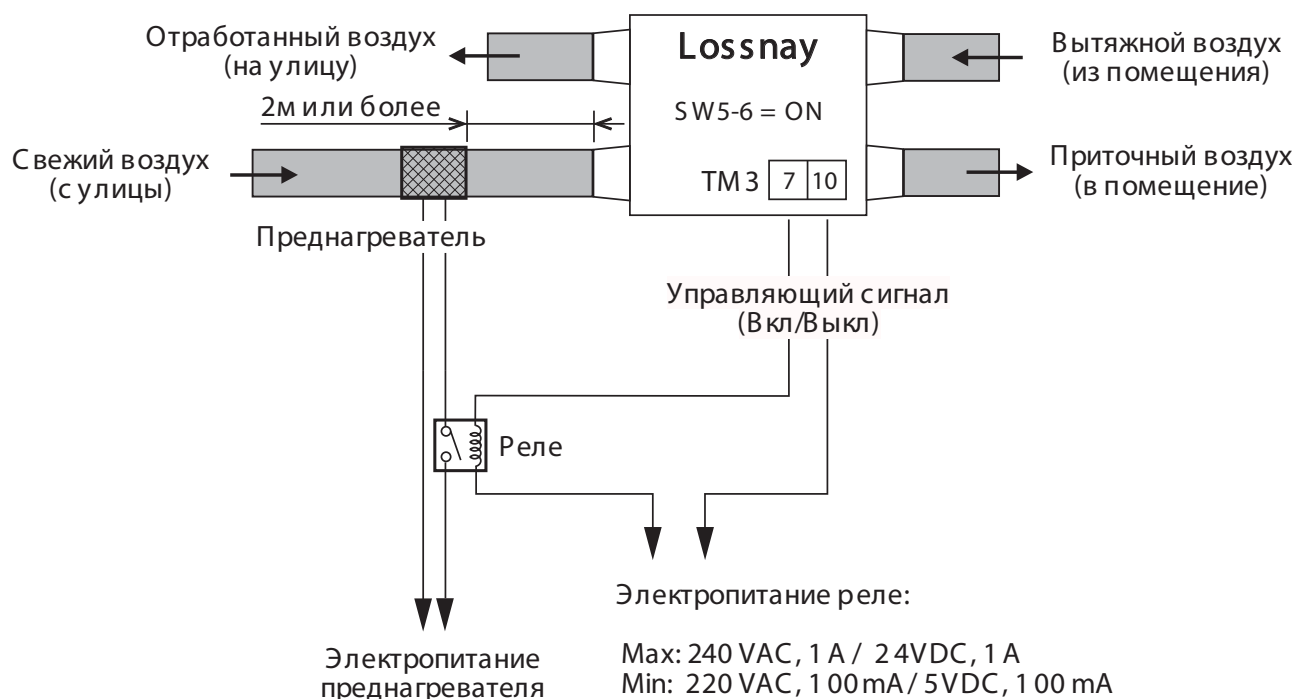 Отработанный воздух
(на улицу)
Lossnay
Вытяжной воздух
(из помещения)
2м или более
SW5-6 = ON
Свежий воздух
(с улицы)
TM3 7 10
Приточный воздух
(в помещение)
Преднагреватель
Управляющий сигнал
(Вкл/Выкл)
Реле
Электропитание реле:
Электропитание
преднагревателя
Max: 240 VAC, 1 A / 24VDC, 1 A
Min: 220 VAC, 100 mA / 5VDC, 100 mA